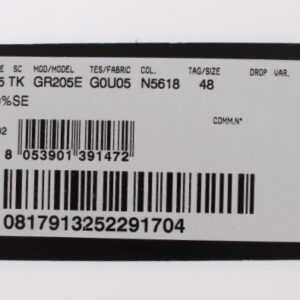 E SC MOD/MODEL TES/FABRIC COL. TAG/SIZE DROP VAR.
5 TK GR205E G0U05 N5618 48
%SE
COMM.N°
02
8 053901 391472
0817913252291704